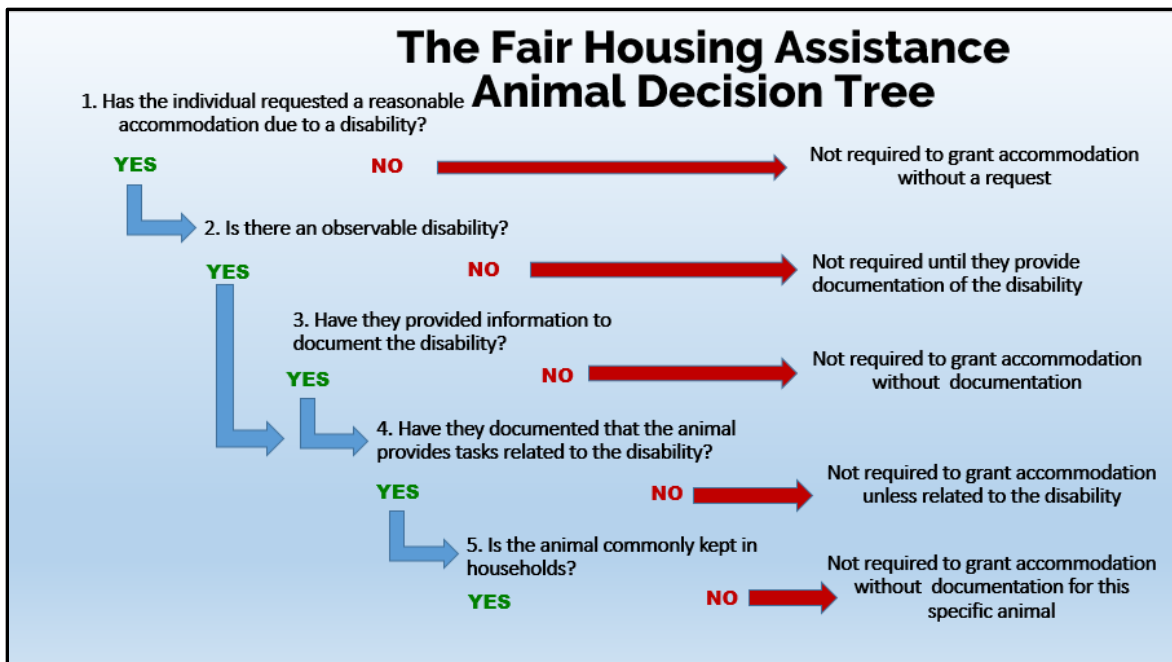 The Fair Housing Assistance
Animal Decision Tree
1. Has the individual requested a reasonable
accommodation due to a disability?
YES
NO
Not required to grant accommodation
without a request
2. Is there an observable disability?
YES
NO
Not required until they provide
documentation of the disability
3. Have they provided information to
document the disability?
YES
NO
Not required to grant accommodation
without documentation
4. Have they documented that the animal
provides tasks related to the disability?
YES
NO
Not required to grant accommodation
unless related to the disability
5. Is the animal commonly kept in
households?
YES
NO
Not required to grant accommodation
without documentation for this
specific animal